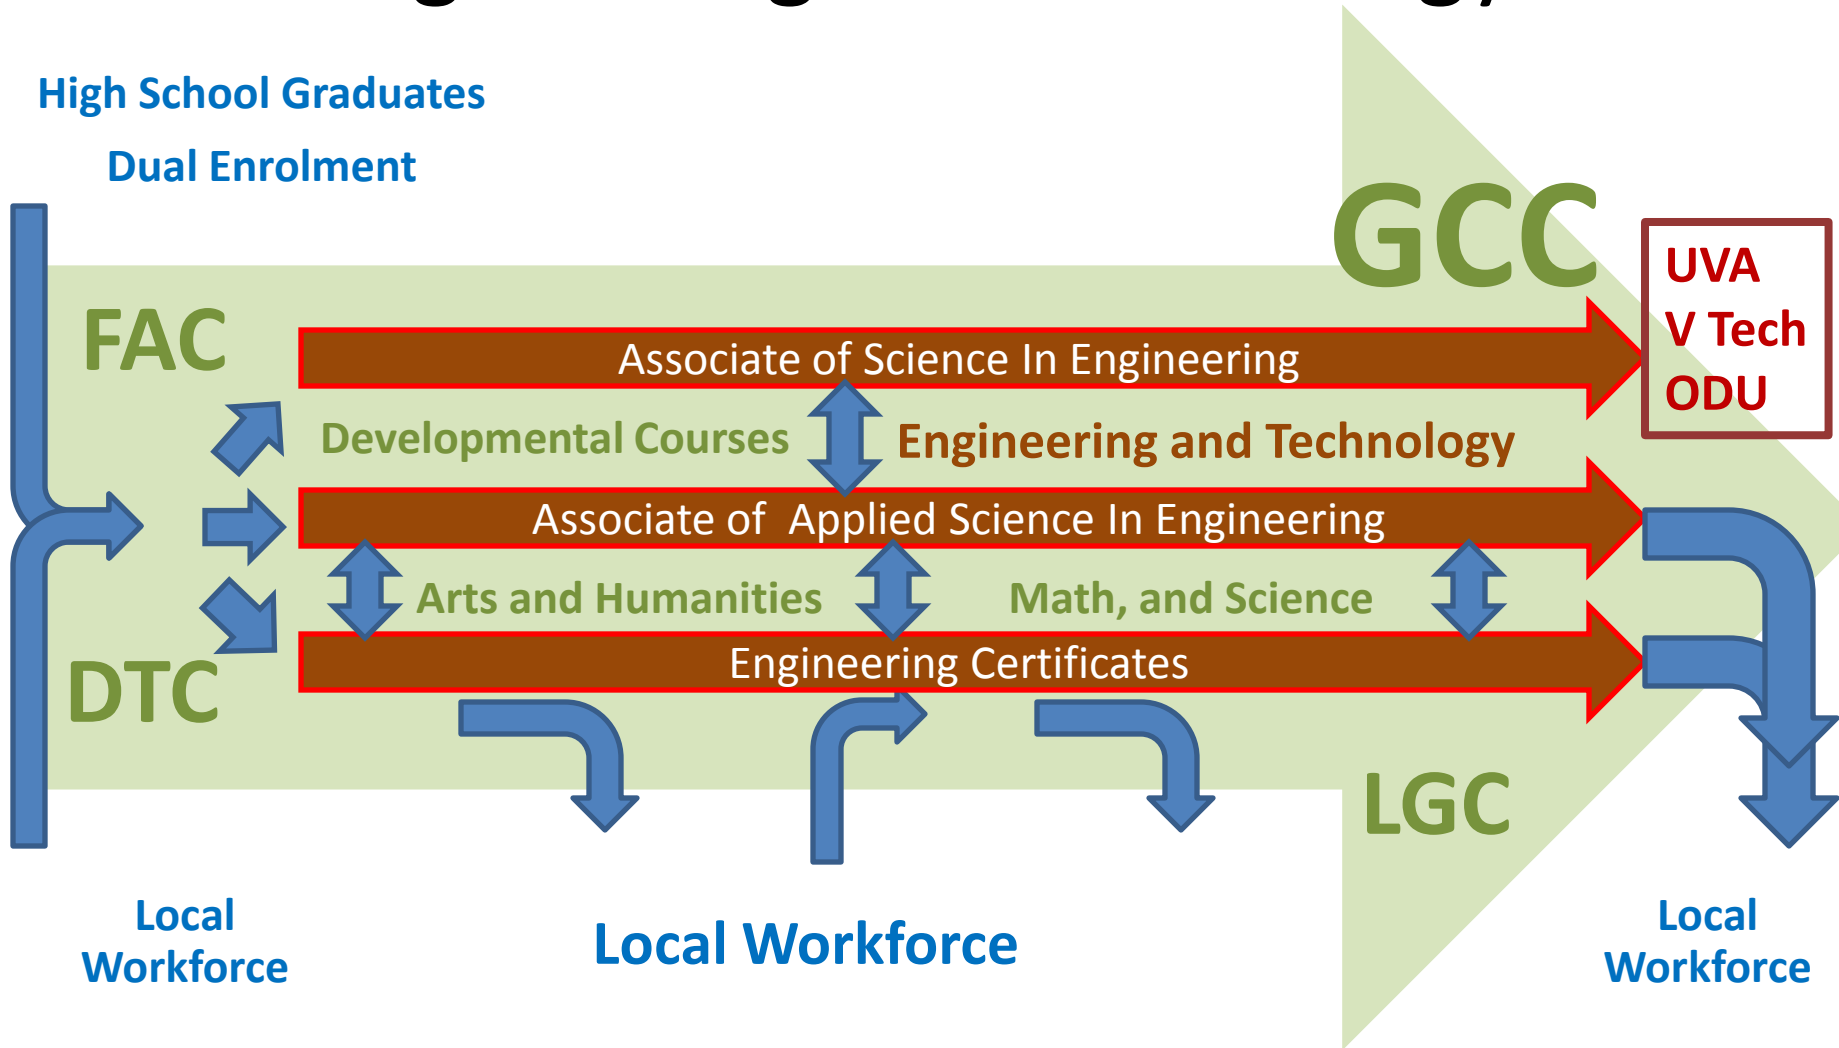 High School Graduates
Dual Enrolment
GCC
UVA
V Tech
ODU
FAC
Associate of Science In Engineering
Developmental Courses
Engineering and Technology
Associate of Applied Science In Engineering
Arts and Humanities
Math, and Science
Engineering Certificates
DTC
LGC
Local
Workforce
Local Workforce
Local
Workforce